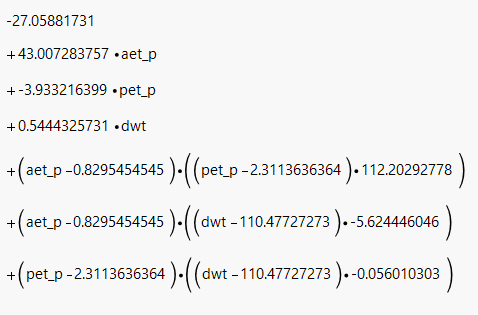 -27.05881731
+ 43.007283757 •aet_p
+ -3.933216399 •pet_p
+ 0.5444325731 •dwt
+(aet_p -0.8295454545 )•((pet_p -2.3113636364 )•112.20292778 )
+(aet_p -0.8295454545 )•((dwt -110.47727273 )•-5.624446046 )
+(pet_p -2.3113636364 )•((dwt -110.47727273 )•-0.056010303 )